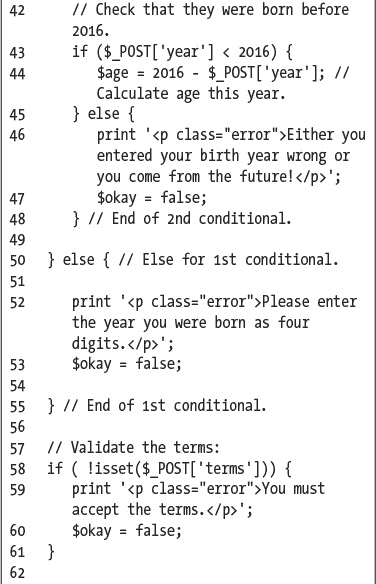 42 // Check that they were born before
2016.
43 if ($_POST['year'] < 2016) {
44 $age = 2016 - $_POST['year']; //
Calculate age this year.
45 } else {
46 print '<p class="error">Either you
entered your birth year wrong or
you come from the future!</p>';
47 $okay = false;
48 } // End of 2nd conditional.
49
50 } else { // Else for 1st conditional.
51
52 print '<p class="error">Please enter
the year you were born as four
digits.</p>';
53 $okay = false;
54
55 } // End of 1st conditional.
56
57 // Validate the terms:
58 if ( !isset($_POST['terms'])) {
59 print '<p class="error">You must
accept the terms.</p>';
60 $okay = false;
61 }
62